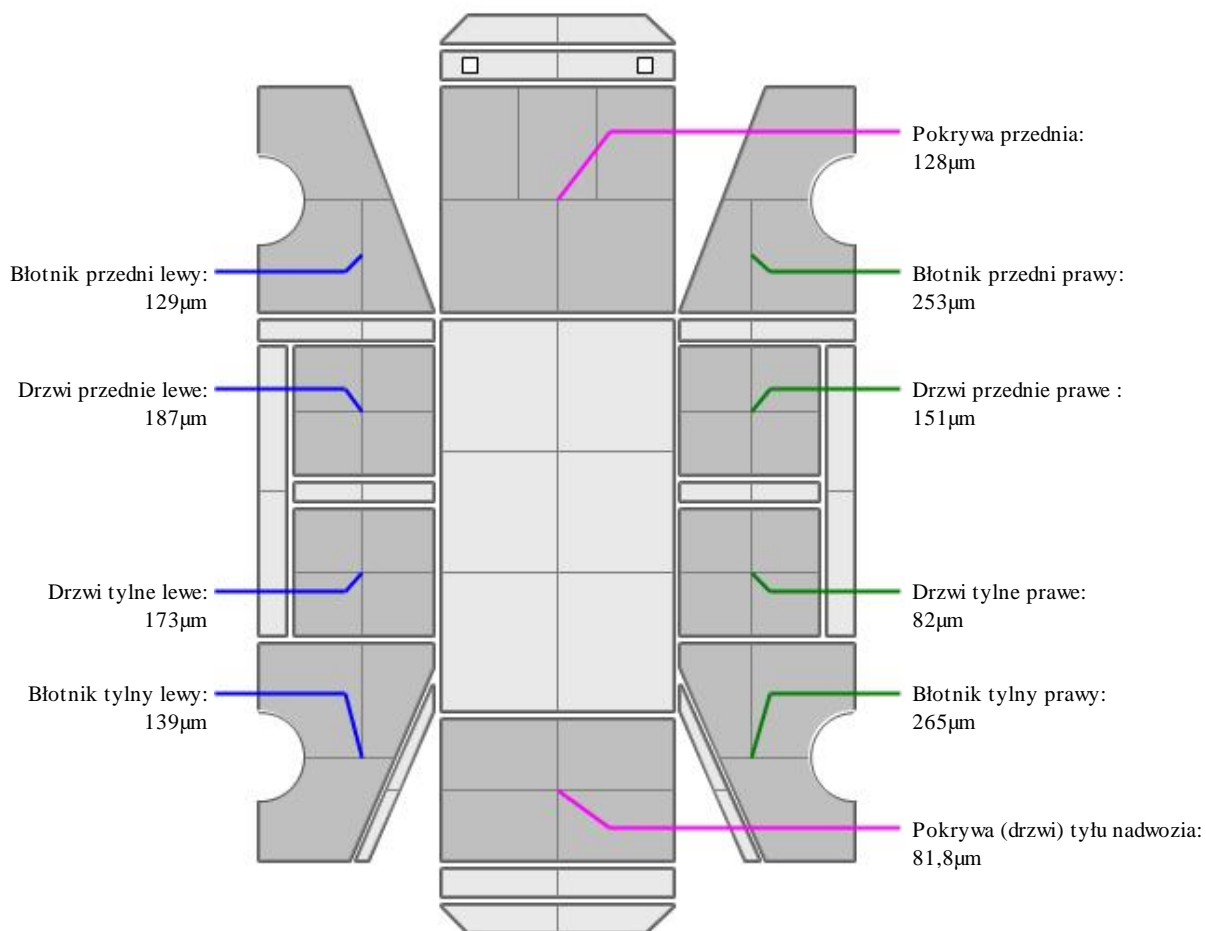 Pokrywa przednia:
128µm
Błotnik przedni lewy:
129µm
Błotnik przedni prawy:
253µm
Drzwi przednie lewe:
187µm
Drzwi przednie prawe :
151µm
Drzwi tylne lewe:
173µm
Drzwi tylne prawe:
82µm
Błotnik tylny lewy:
139µm
Błotnik tylny prawy:
265µm
Pokrywa (drzwi) tyłu nadwozia:
81,8µm